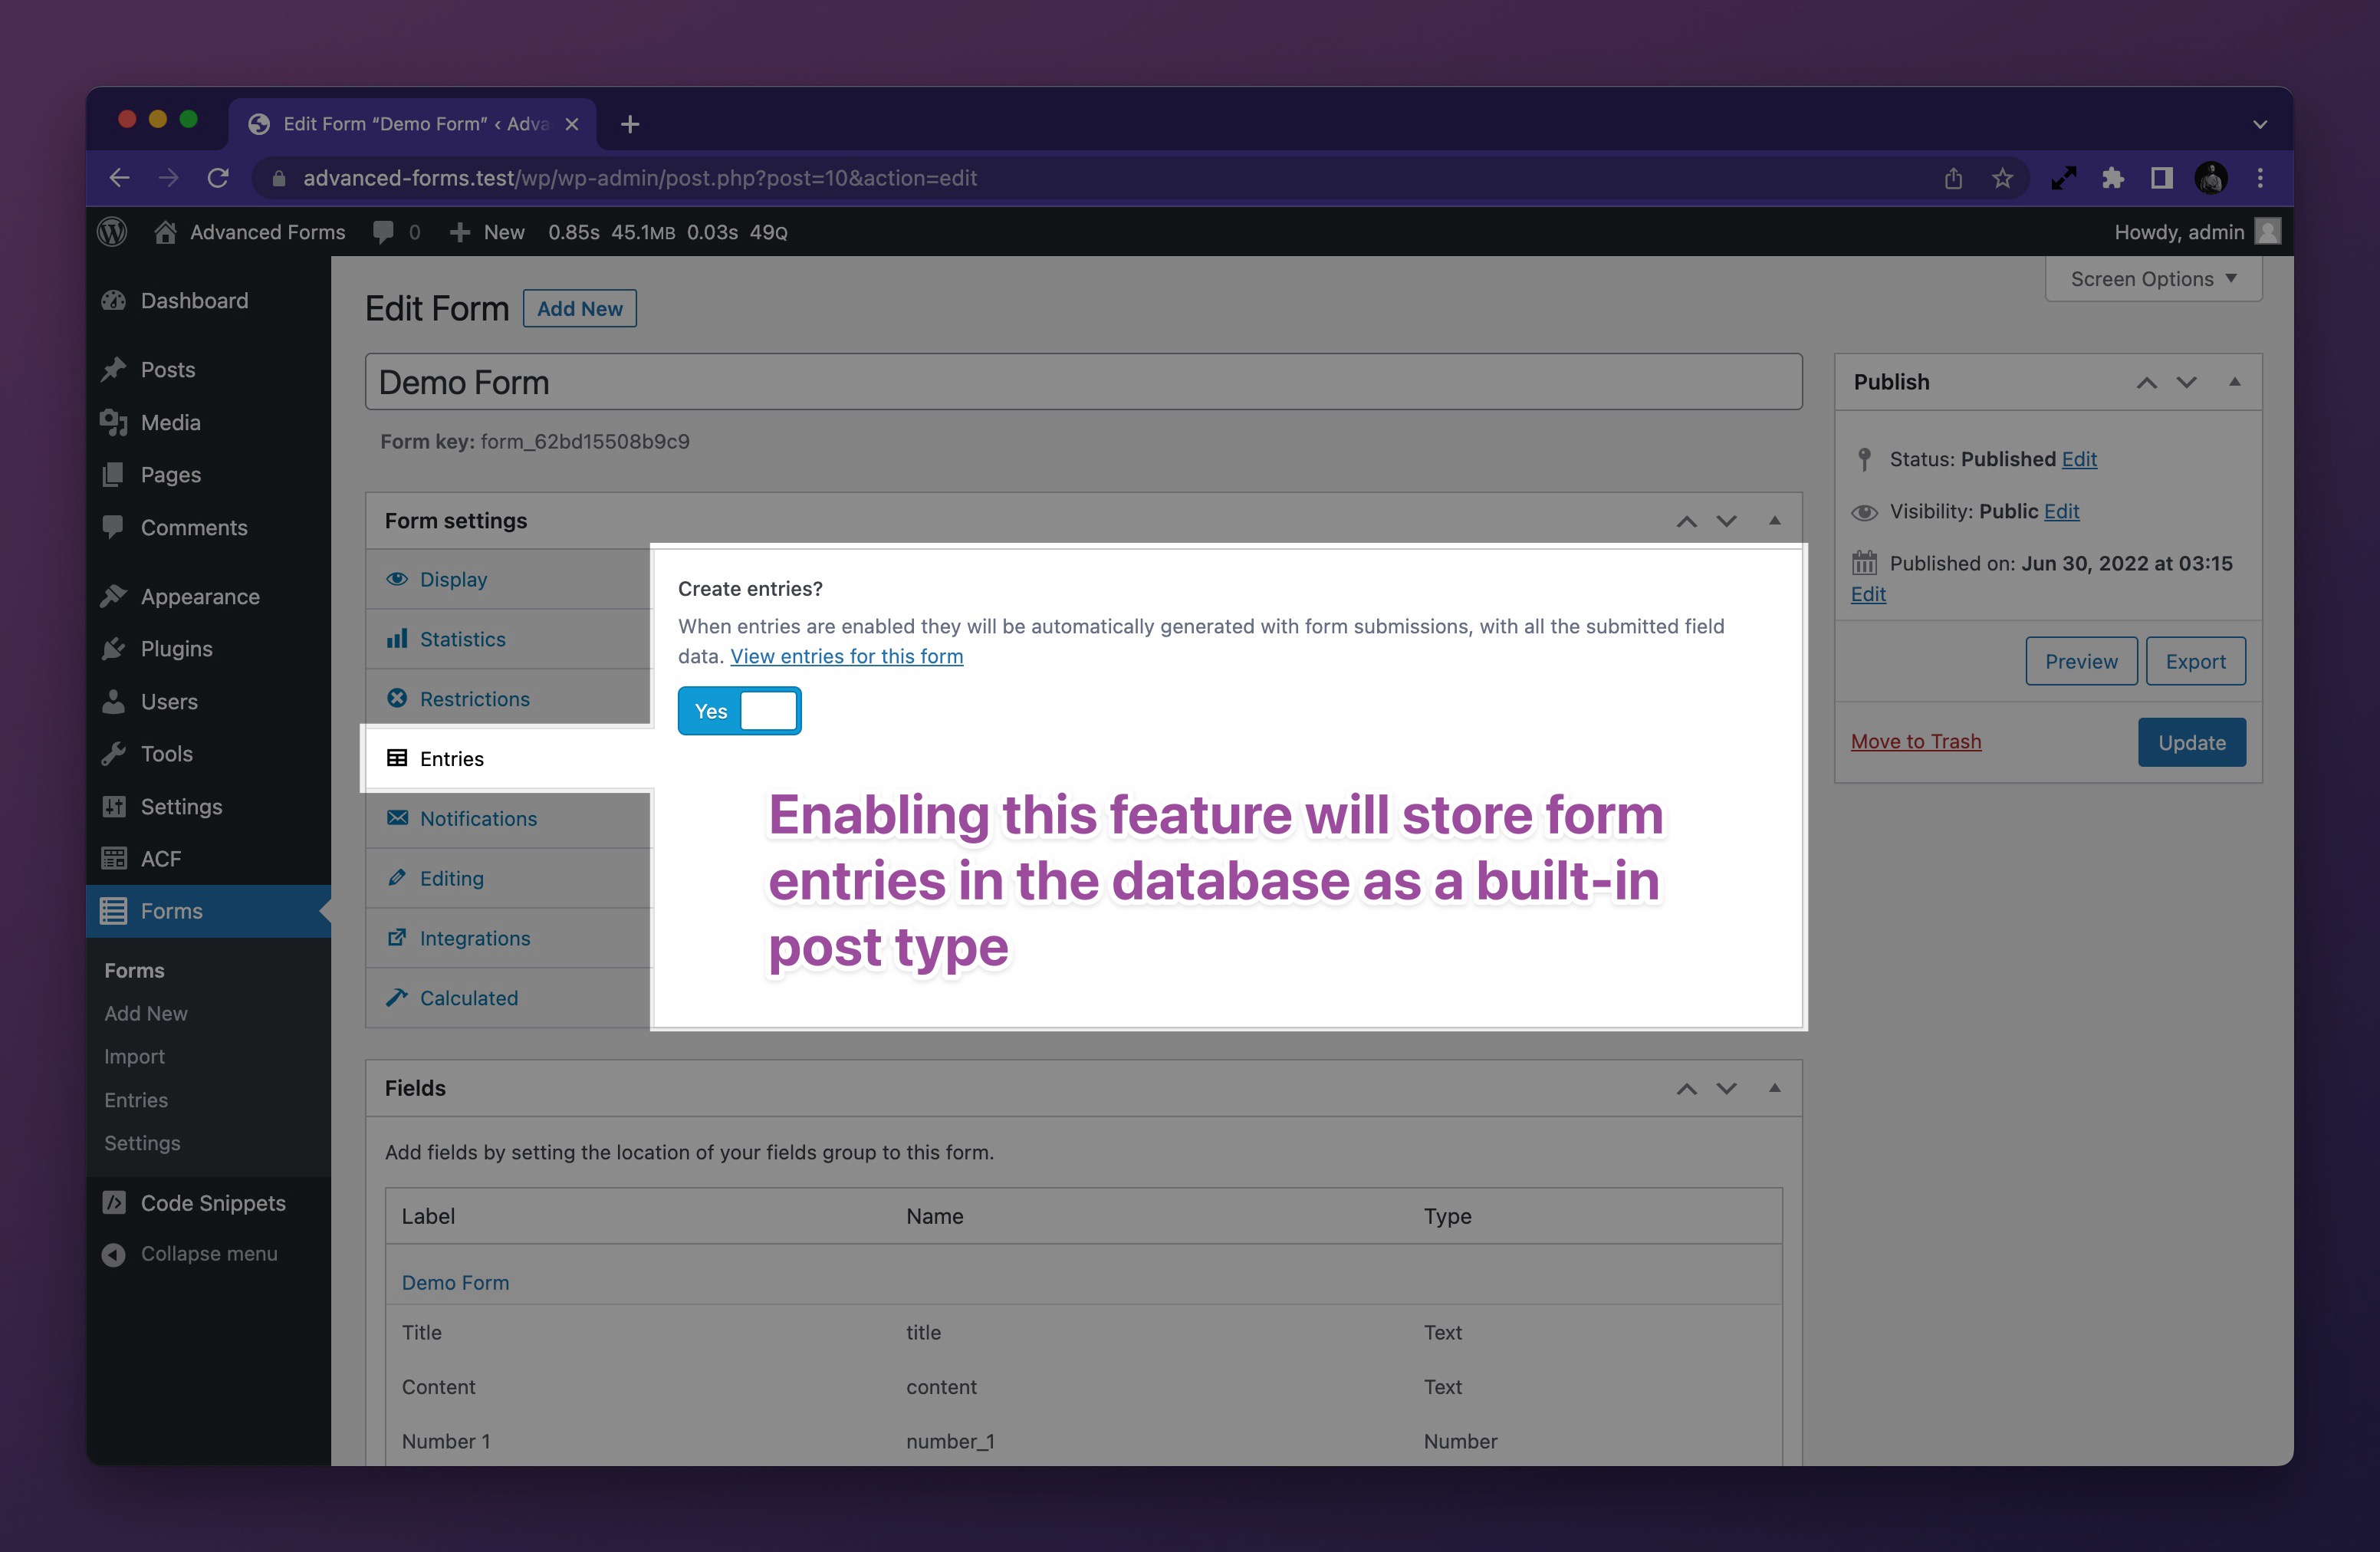 Edit Form “Demo Form” ‹ Adva
advanced-forms.test/wp/wp-admin/post.php?post=10&action=edit
Advanced Forms 0 New 0.85s 45.1MB 0.03s 49Q Howdy, admin
Screen Options
Dashboard
Posts
Media
Pages
Comments
Appearance
Plugins
Users
Tools
Settings
ACF
Forms
Forms
Add New
Import
Entries
Settings
Code Snippets
Collapse menu
Edit Form Add New
Demo Form
Form key: form_62bd15508b9c9
Form settings
Display
Statistics
Restrictions
Entries
Notifications
Editing
Integrations
Calculated
Create entries?
When entries are enabled they will be automatically generated with form submissions, with all the submitted field
data. View entries for this form
Yes
Enabling this feature will store form
entries in the database as a built-in
post type
Fields
Add fields by setting the location of your fields group to this form.
Label Name Type
Demo Form
Title title Text
Content content Text
Number 1 number_1 Number
Publish
Status: Published Edit
Visibility: Public Edit
Published on: Jun 30, 2022 at 03:15
Edit
Preview Export
Move to Trash Update